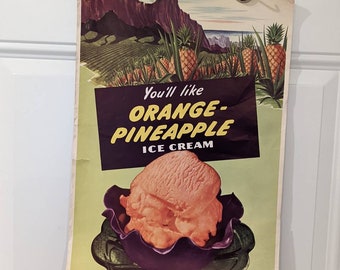 You'll like
ORANGE-
PINEAPPLE
ICE CREAM